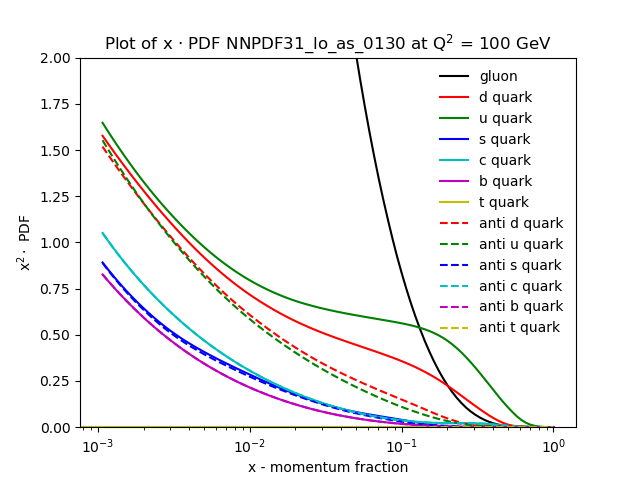 Plot of x · PDF NNPDF31_lo_as_0130 at Q² = 100 GeV
2.00
1.75
1.50
1.25
1.00
0.75
0.50
0.25
0.00
x²· PDF
gluon
d quark
u quark
s quark
c quark
b quark
t quark
anti d quark
anti u quark
anti s quark
anti c quark
anti b quark
anti t quark
10⁻³ 10⁻² 10⁻¹ 10⁰
x - momentum fraction